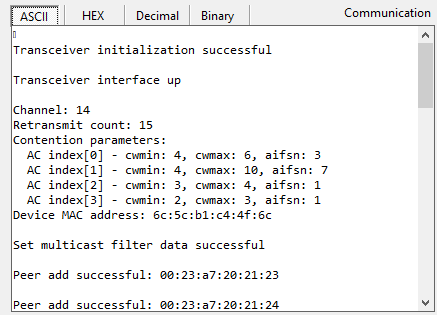 ASCII HEX Decimal Binary Communication
Transceiver initialization successful
Transceiver interface up
Channel: 14
Retransmit count: 15
Contention parameters:
AC index[0] - cwmin: 4, cwmax: 6, aifsn: 3
AC index[1] - cwmin: 4, cwmax: 10, aifsn: 7
AC index[2] - cwmin: 3, cwmax: 4, aifsn: 1
AC index[3] - cwmin: 2, cwmax: 3, aifsn: 1
Device MAC address: 6c:5c:b1:c4:4f:6c
Set multicast filter data successful
Peer add successful: 00:23:a7:20:21:23
Peer add successful: 00:23:a7:20:21:24